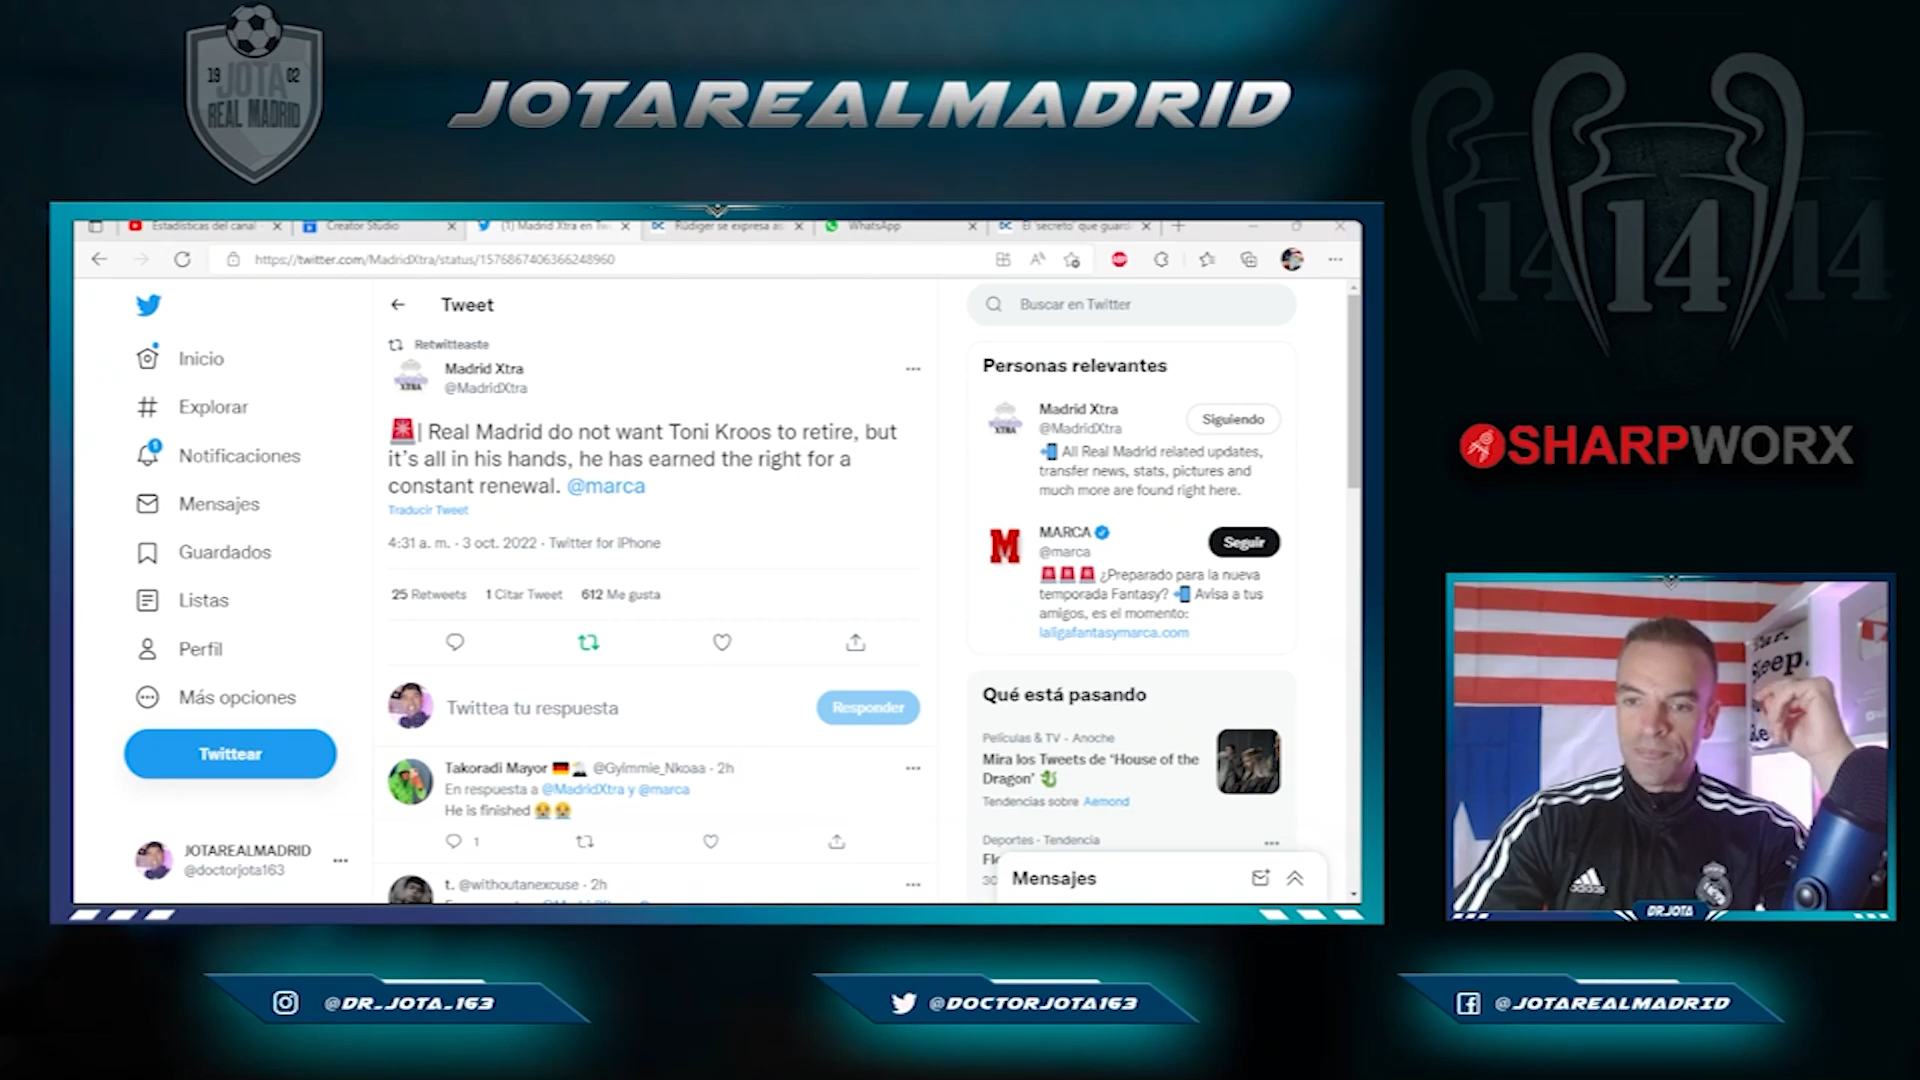 19 02
JOTA
REAL MADRID
JOTAREALMADRID
14 14 14
SHARPWORX
Estadísticas del canal -
Creator Studio
(1) Madrid Xtra en Tw
Rüdiger se expresa as
WhatsApp
El 'secreto' que guard
https://twitter.com/MadridXtra/status/1576867406366248960
Tweet
Buscar en Twitter
Inicio
Explorar
Notificaciones
1
Mensajes
Guardados
Listas
Perfil
Más opciones
Twittear
JOTAREALMADRID
@doctorjota163
Retwitteaste
Madrid Xtra
@MadridXtra
🚨| Real Madrid do not want Toni Kroos to retire, but
it's all in his hands, he has earned the right for a
constant renewal. @marca
Traducir Tweet
4:31 a. m. · 3 oct. 2022 · Twitter for iPhone
25 Retweets 1 Citar Tweet 612 Me gusta
Twittea tu respuesta
Responder
Takoradi Mayor @Gyimmie_Nkoaa · 2h
En respuesta a @MadridXtra y @marca
He is finished 😭😭
1
t. @withoutanexcuse · 2h
Personas relevantes
Madrid Xtra
@MadridXtra
Siguiendo
📲 All Real Madrid related updates,
transfer news, stats, pictures and
much more are found right here.
MARCA
@marca
Seguir
🚨🚨🚨 ¿Preparado para la nueva
temporada Fantasy? 📲 Avisa a tus
amigos, es el momento:
laligafantasymarca.com
Qué está pasando
Películas & TV · Anoche
Mira los Tweets de 'House of the
Dragon'
Tendencias sobre Aemond
Deportes · Tendencia
Mensajes
Sleep.
adidas
DR.JOTA
@DR_JOTA_163
@DOCTORJOTA163
@JOTAREALMADRID